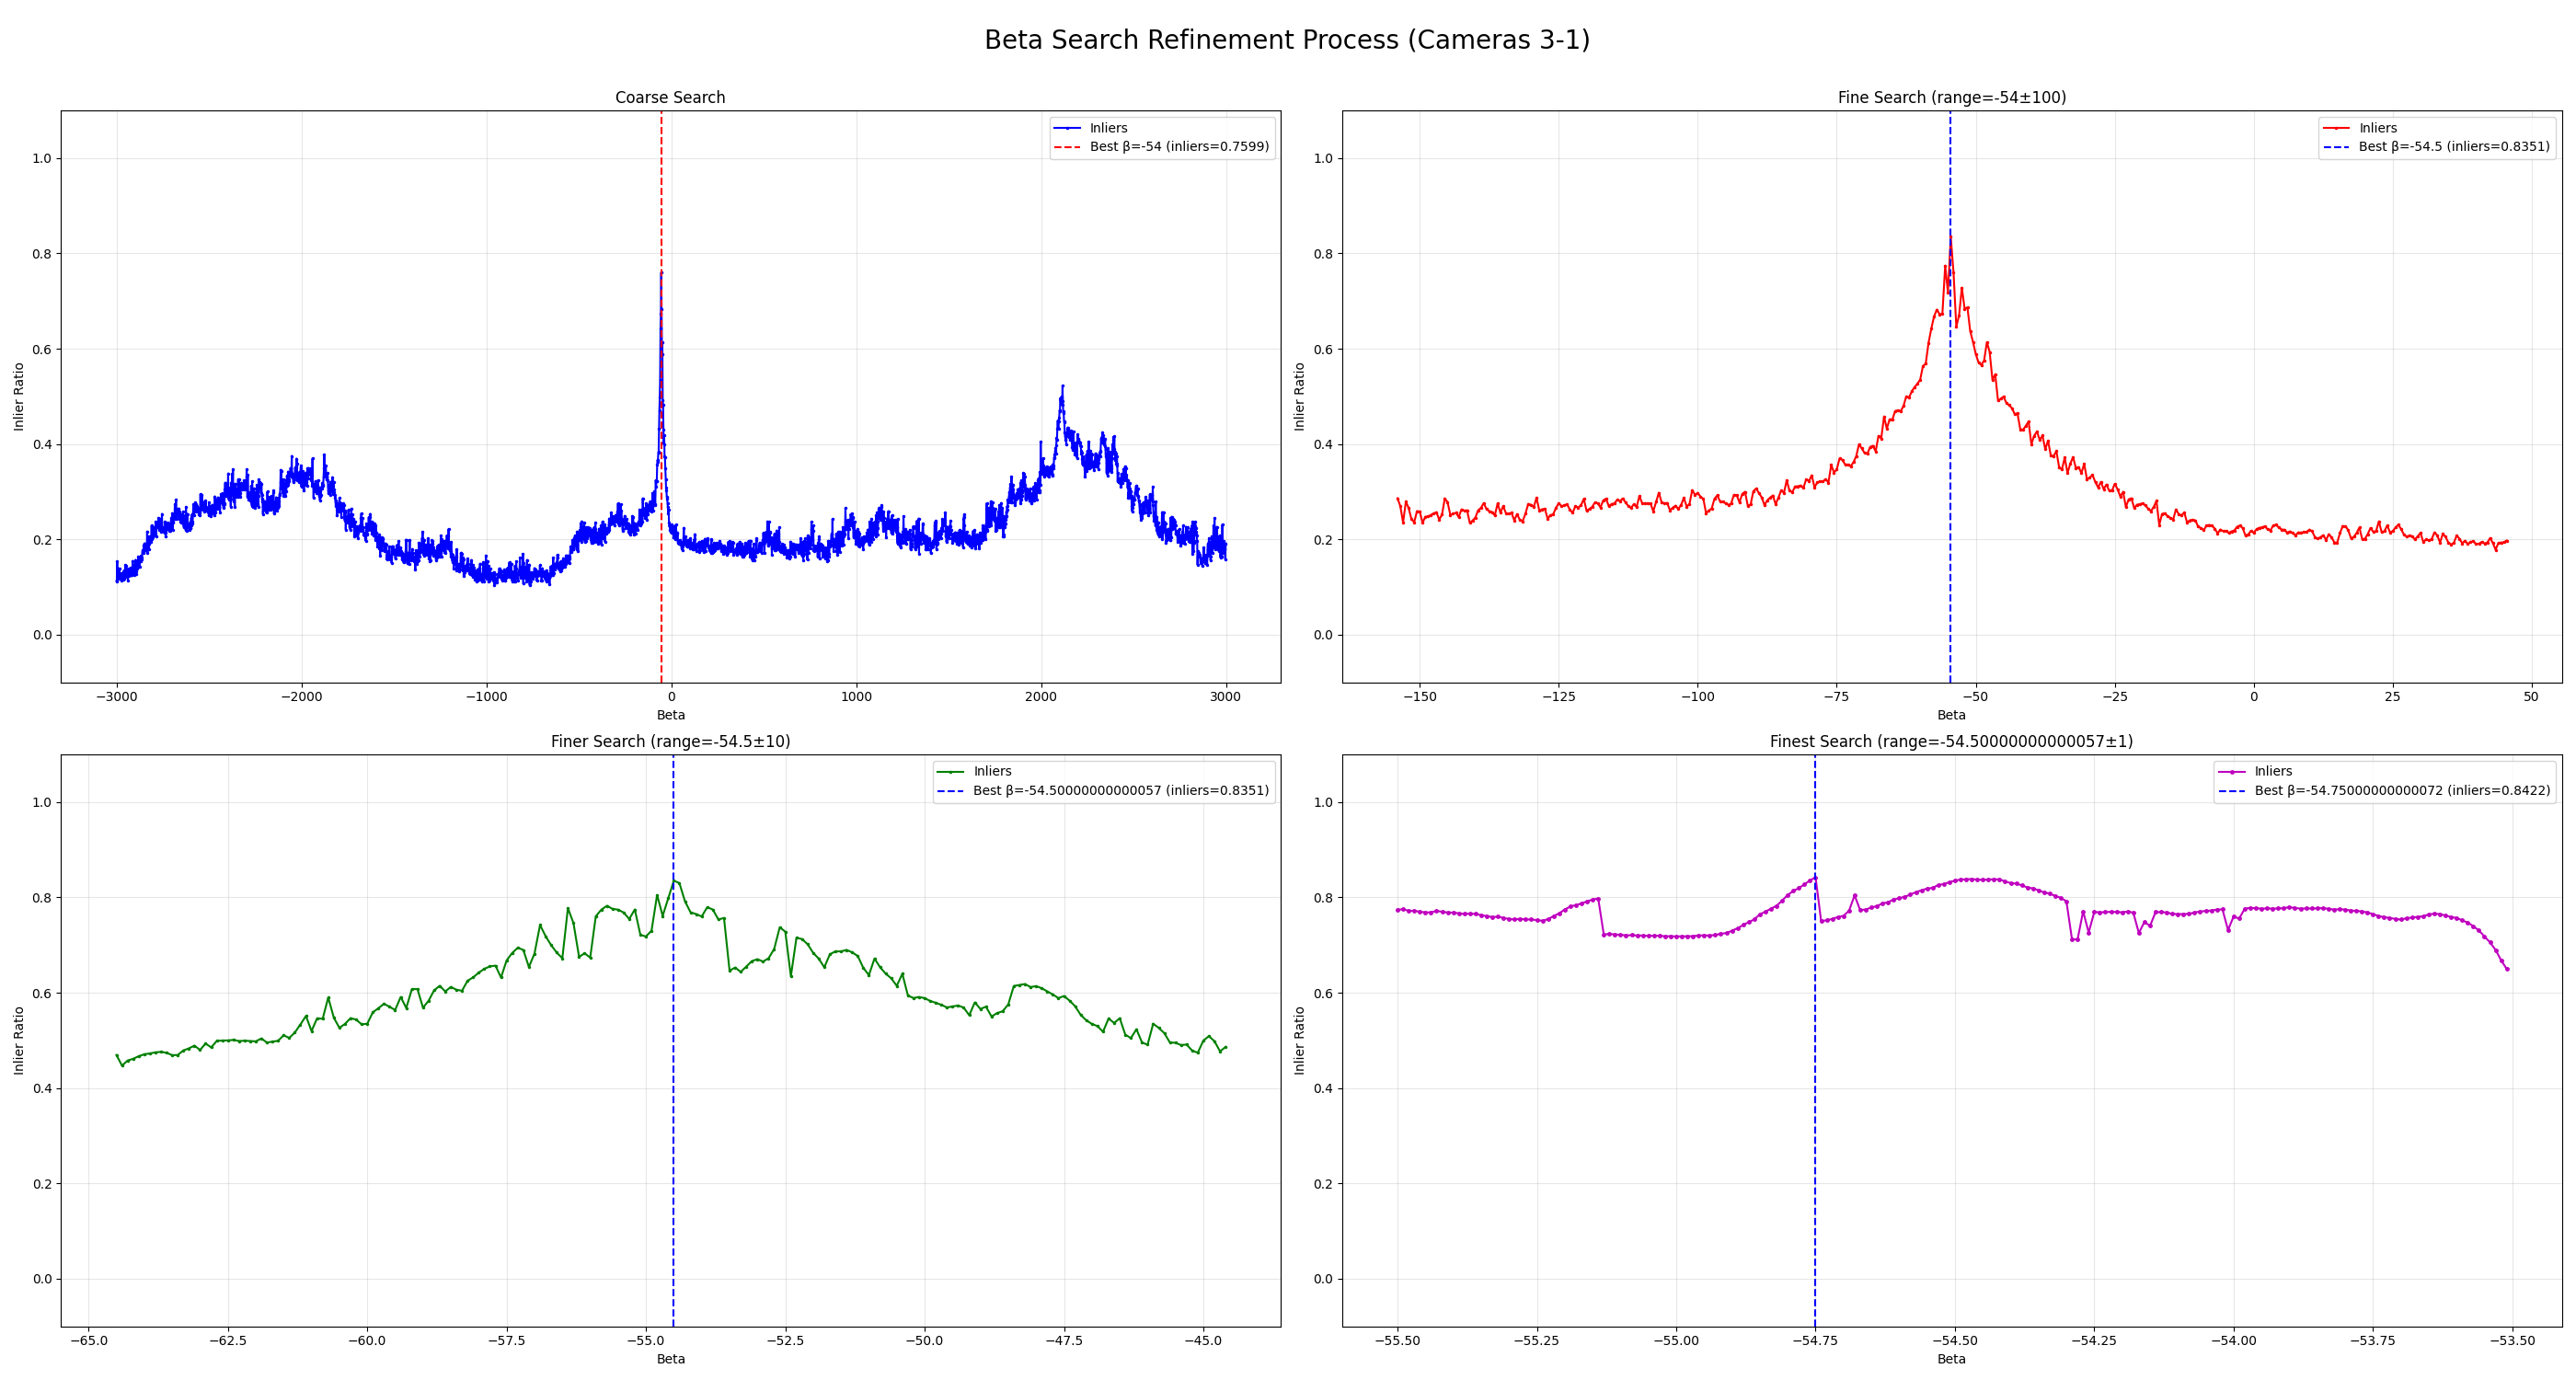 Beta Search Refinement Process (Cameras 3-1)
Coarse Search
Inliers
Best β=-54 (inliers=0.7599)
Inlier Ratio
1.0
0.8
0.6
0.4
0.2
0.0
−3000 −2000 −1000 0 1000 2000 3000
Beta
Fine Search (range=-54±100)
Inliers
Best β=-54.5 (inliers=0.8351)
Inlier Ratio
1.0
0.8
0.6
0.4
0.2
0.0
−150 −125 −100 −75 −50 −25 0 25 50
Beta
Finer Search (range=-54.5±10)
Inliers
Best β=-54.50000000000057 (inliers=0.8351)
Inlier Ratio
1.0
0.8
0.6
0.4
0.2
0.0
−65.0 −62.5 −60.0 −57.5 −55.0 −52.5 −50.0 −47.5 −45.0
Beta
Finest Search (range=-54.50000000000057±1)
Inliers
Best β=-54.75000000000072 (inliers=0.8422)
Inlier Ratio
1.0
0.8
0.6
0.4
0.2
0.0
−55.50 −55.25 −55.00 −54.75 −54.50 −54.25 −54.00 −53.75 −53.50
Beta